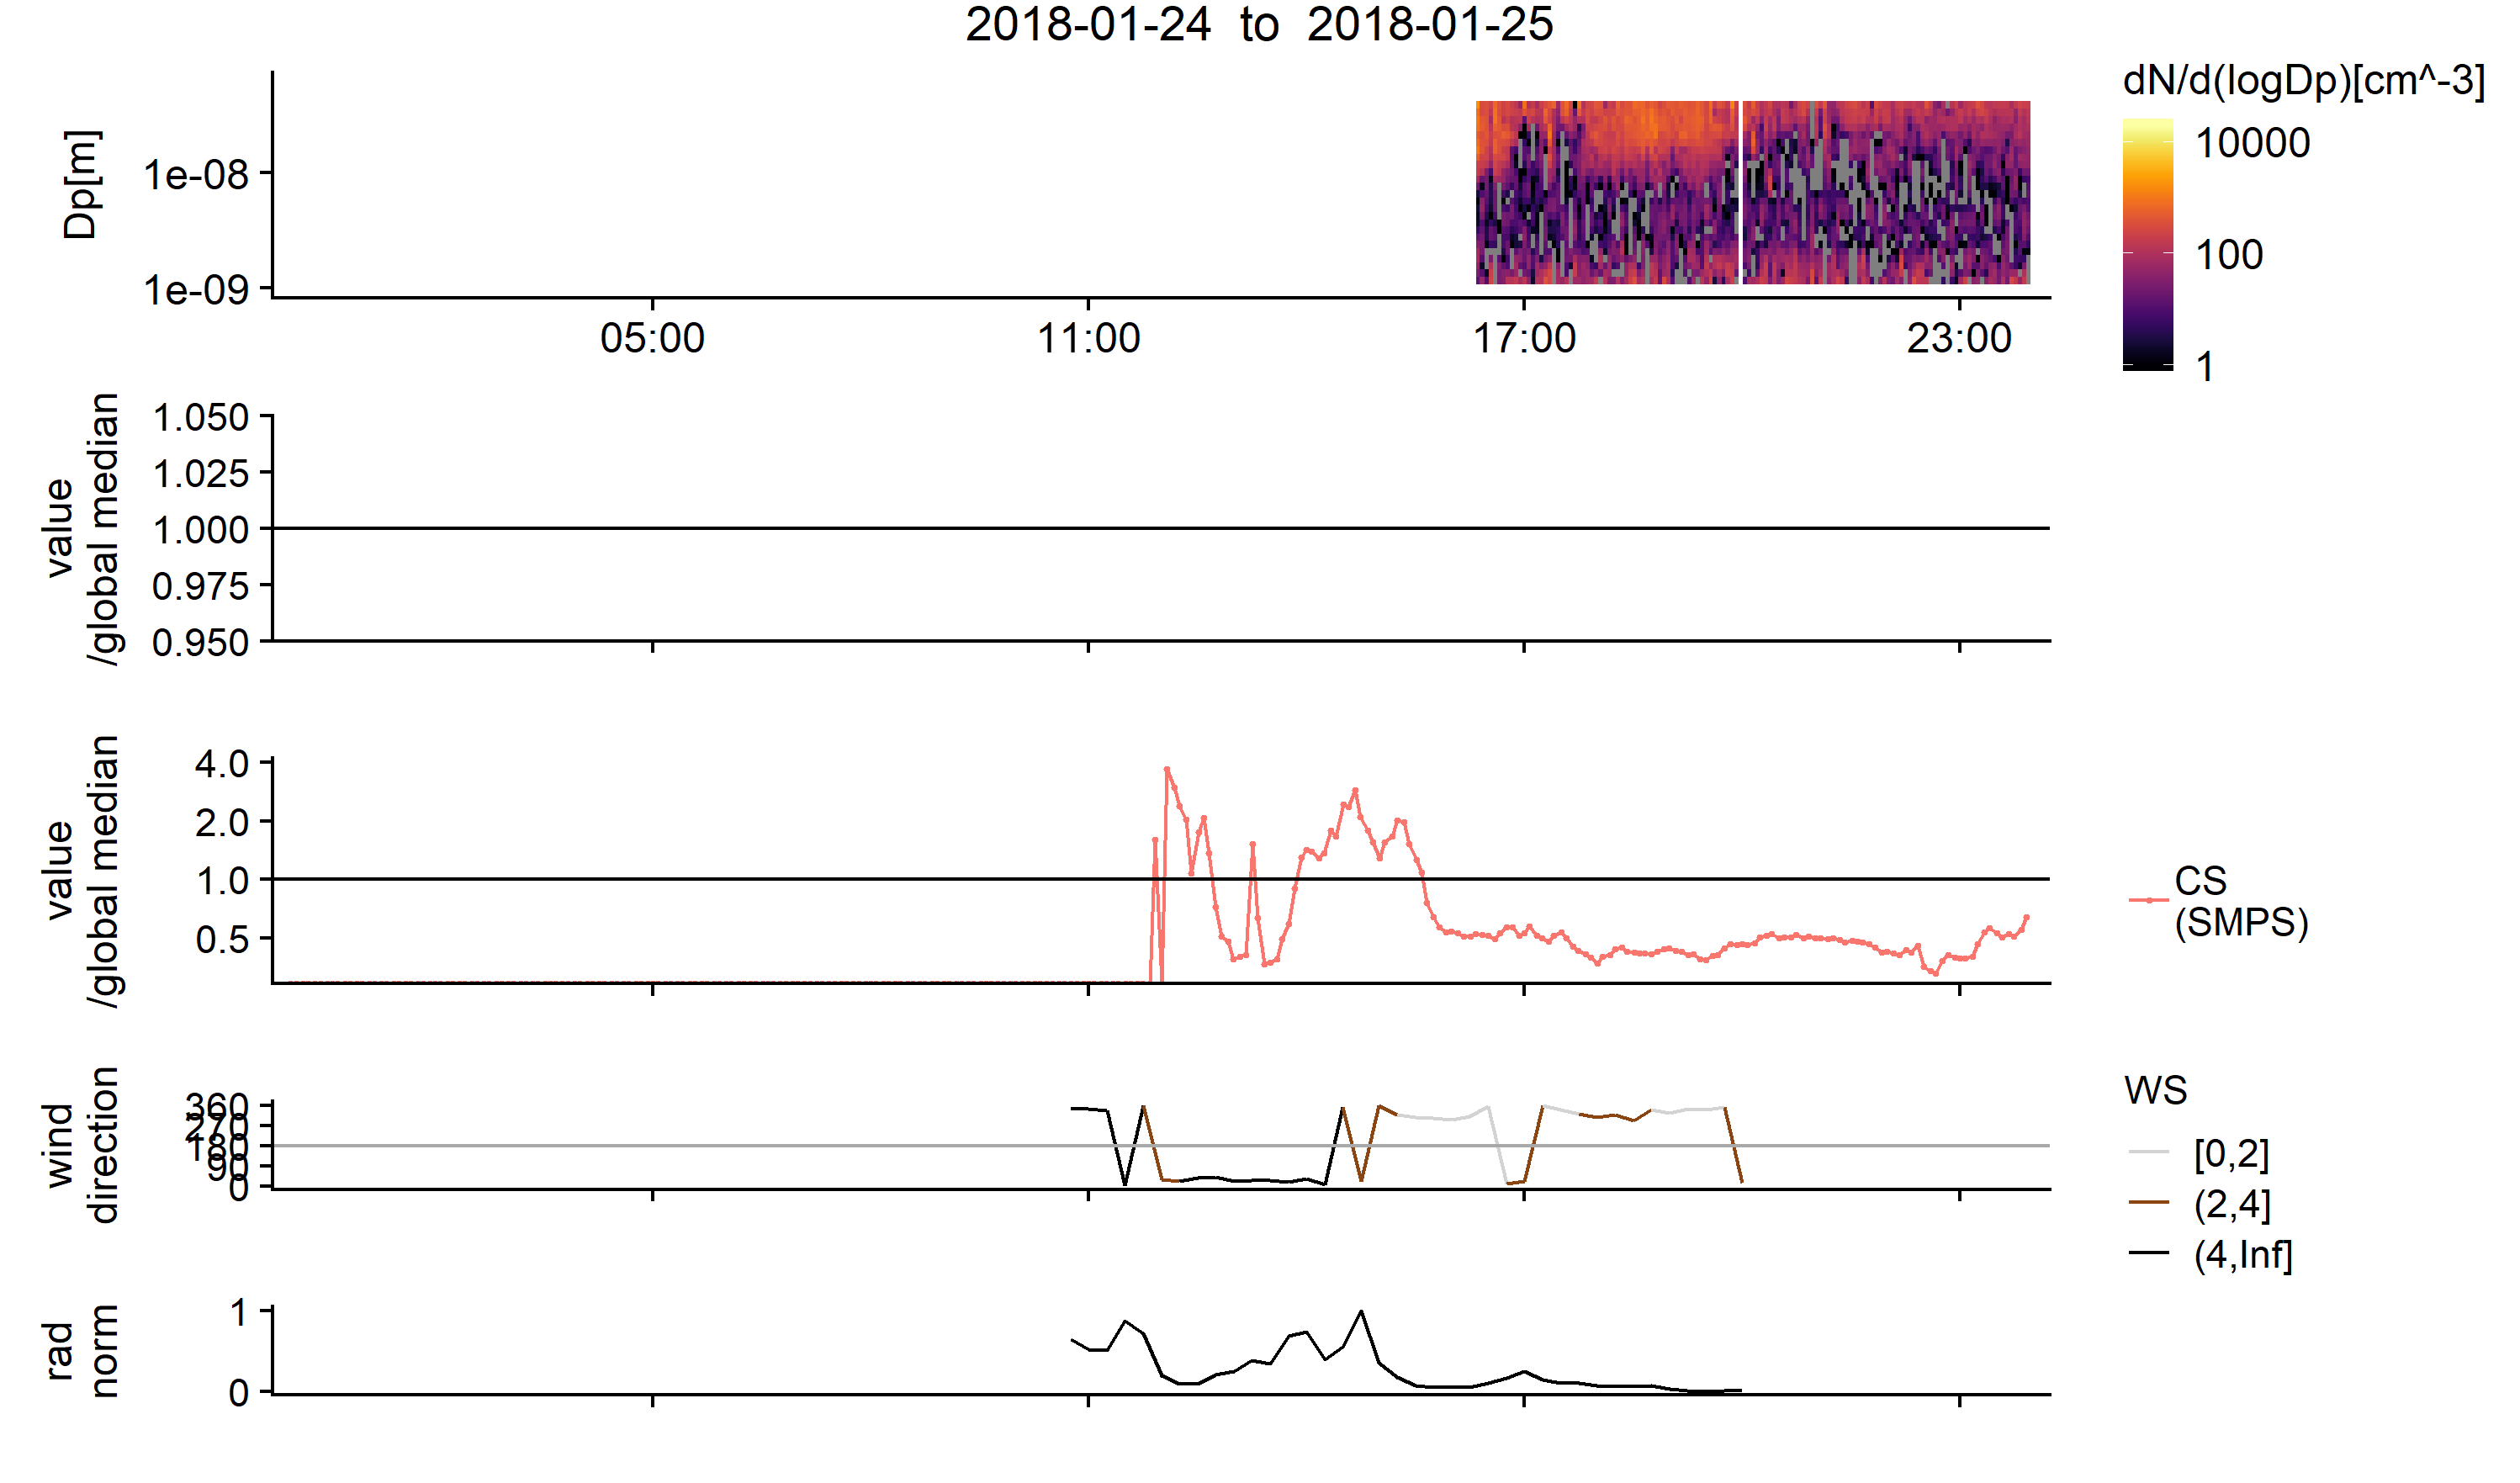 2018-01-24 to 2018-01-25
dN/d(logDp)[cm^-3]
10000
100
1
Dp[m]
1e-08
1e-09
05:00
11:00
17:00
23:00
value
/global median
1.050
1.025
1.000
0.975
0.950
value
/global median
4.0
2.0
1.0
0.5
CS
(SMPS)
wind
direction
360
270
180
90
0
WS
[0,2]
(2,4]
(4,Inf]
rad
norm
1
0